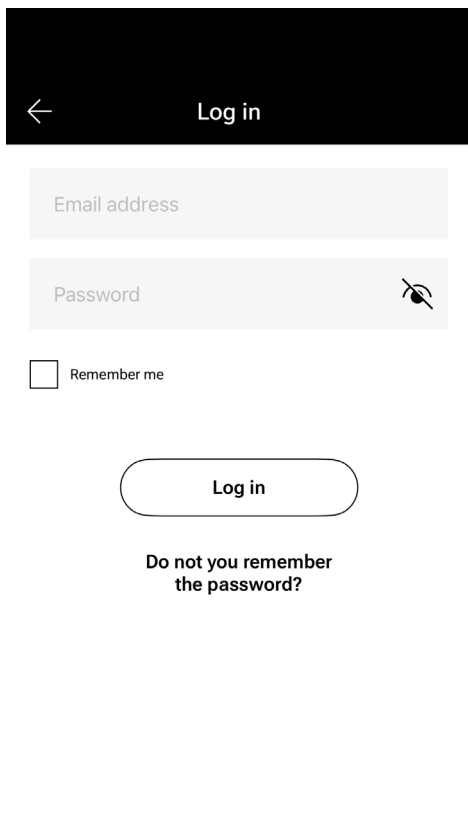 Log in
Email address
Password
Remember me
Log in
Do not you remember
the password?